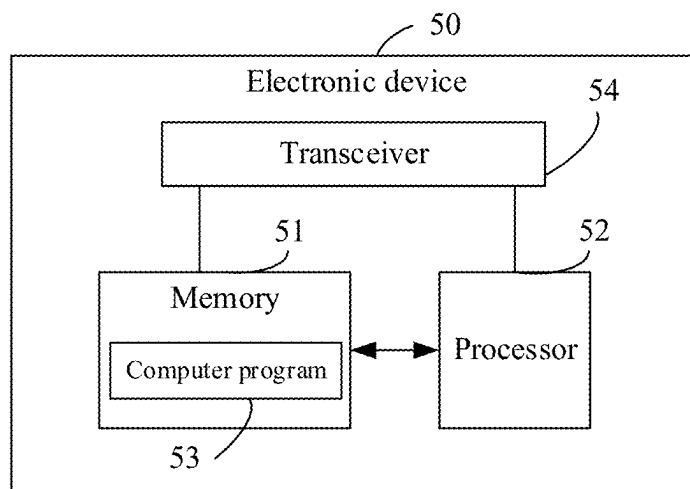 50
Electronic device
54
Transceiver
51
52
Memory
Processor
Computer program
53